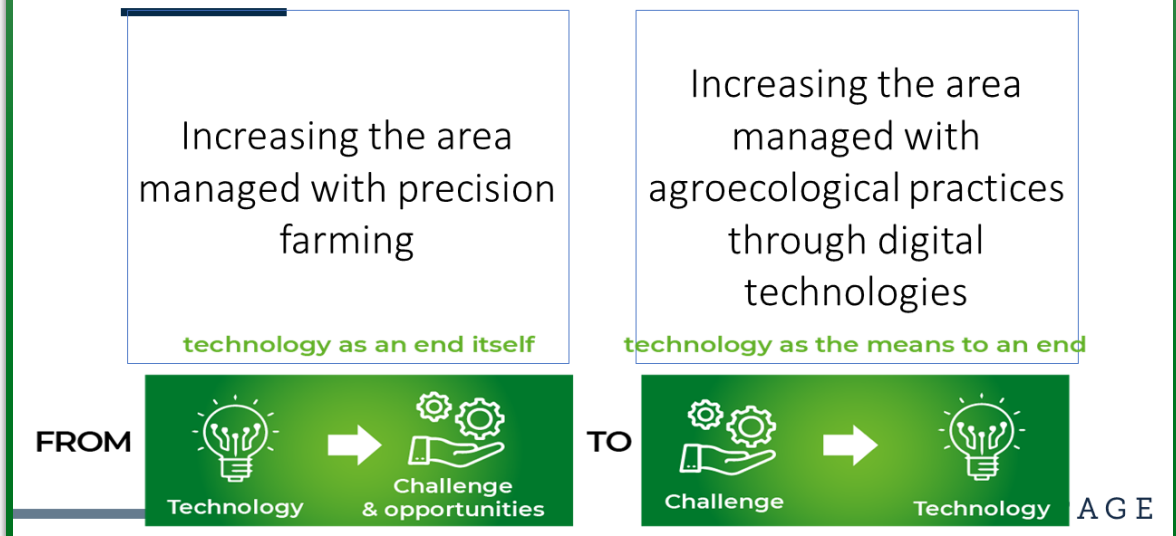 Increasing the area
managed with precision
farming
technology as an end itself
Increasing the area
managed with
agroecological practices
through digital
technologies
technology as the means to an end
FROM
Technology
Challenge
& opportunities
TO
Challenge
Technology
AGE